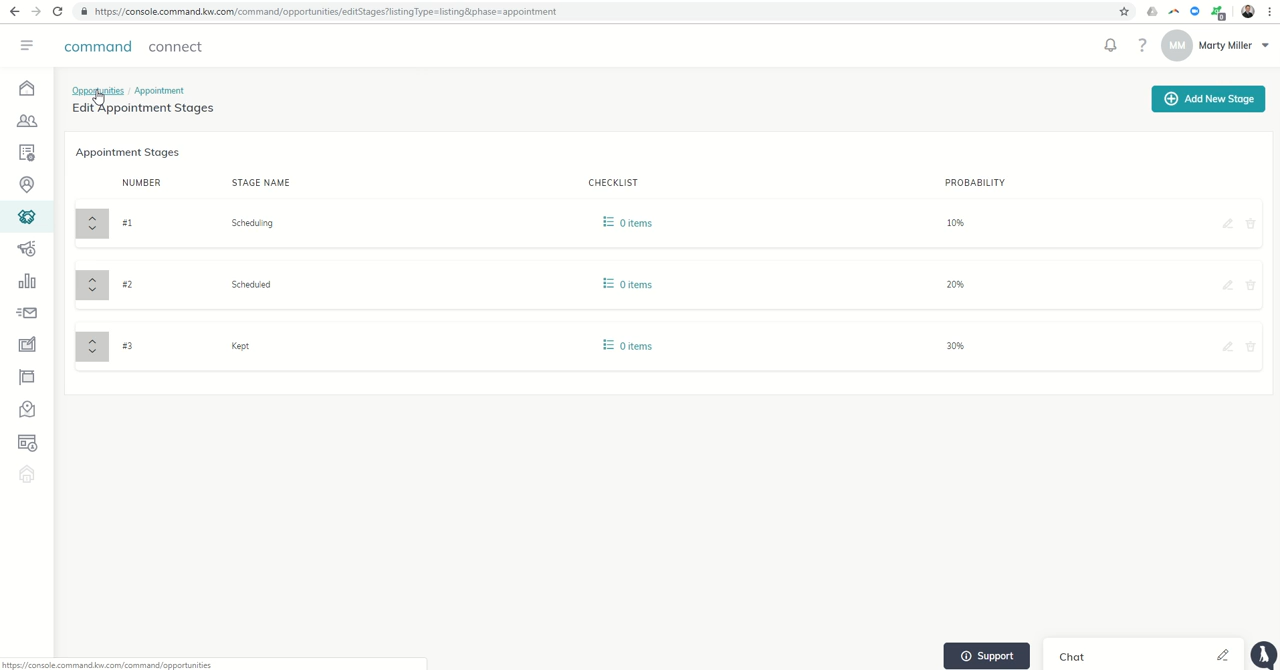 https://console.command.kw.com/command/opportunities/editStages?listingType=listing&phase=appointment
0
command connect
? MM Marty Miller
Opportunities / Appointment
Edit Appointment Stages
Add New Stage
Appointment Stages
NUMBER STAGE NAME CHECKLIST PROBABILITY
#1 Scheduling 0 items 10%
#2 Scheduled 0 items 20%
#3 Kept 0 items 30%
Support
Chat
https://console.command.kw.com/command/opportunities